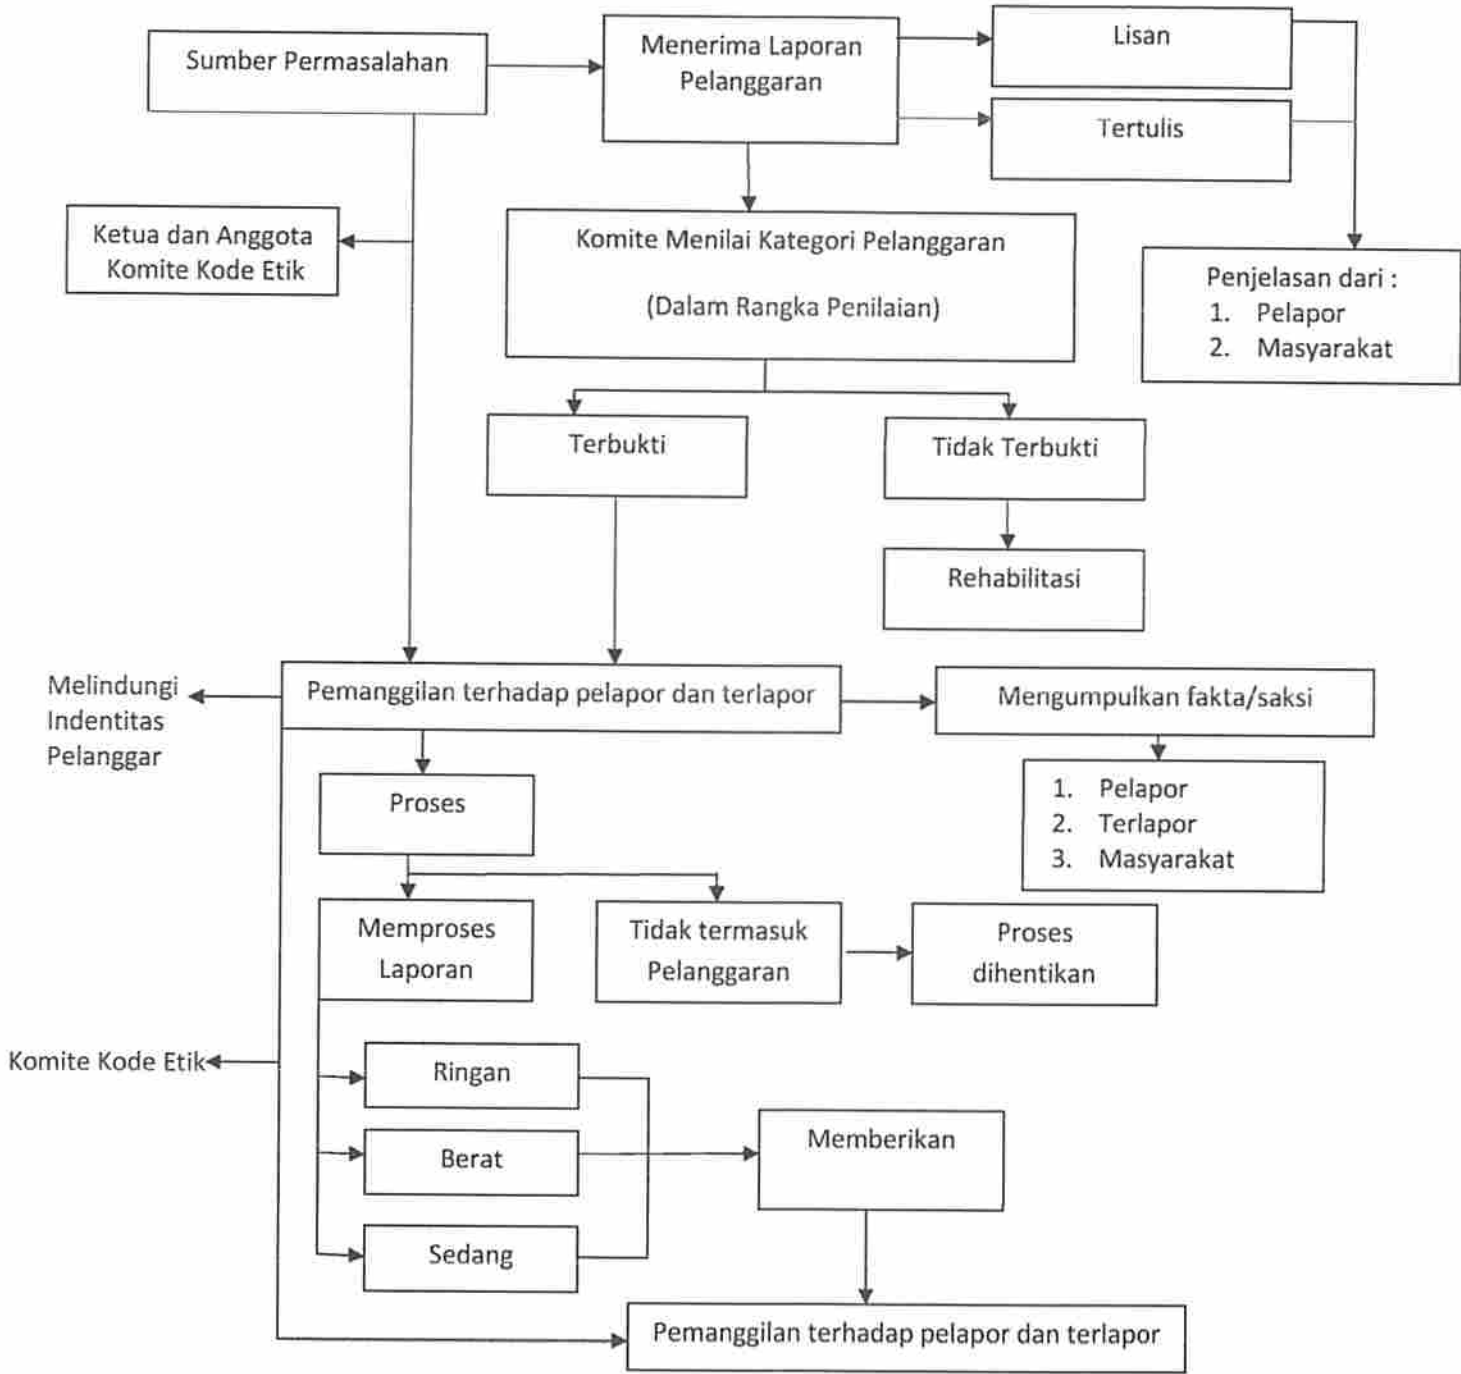 Sumber Permasalahan
Menerima Laporan
Pelanggaran
Lisan
Tertulis
Ketua dan Anggota
Komite Kode Etik
Komite Menilai Kategori Pelanggaran
(Dalam Rangka Penilaian)
Penjelasan dari :
1. Pelapor
2. Masyarakat
Terbukti
Tidak Terbukti
Rehabilitasi
Melindungi
Indentitas
Pelanggar
Pemanggilan terhadap pelapor dan terlapor
Mengumpulkan fakta/saksi
1. Pelapor
2. Terlapor
3. Masyarakat
Proses
Memproses
Laporan
Tidak termasuk
Pelanggaran
Proses
dihentikan
Komite Kode Etik
Ringan
Berat
Sedang
Memberikan
Pemanggilan terhadap pelapor dan terlapor